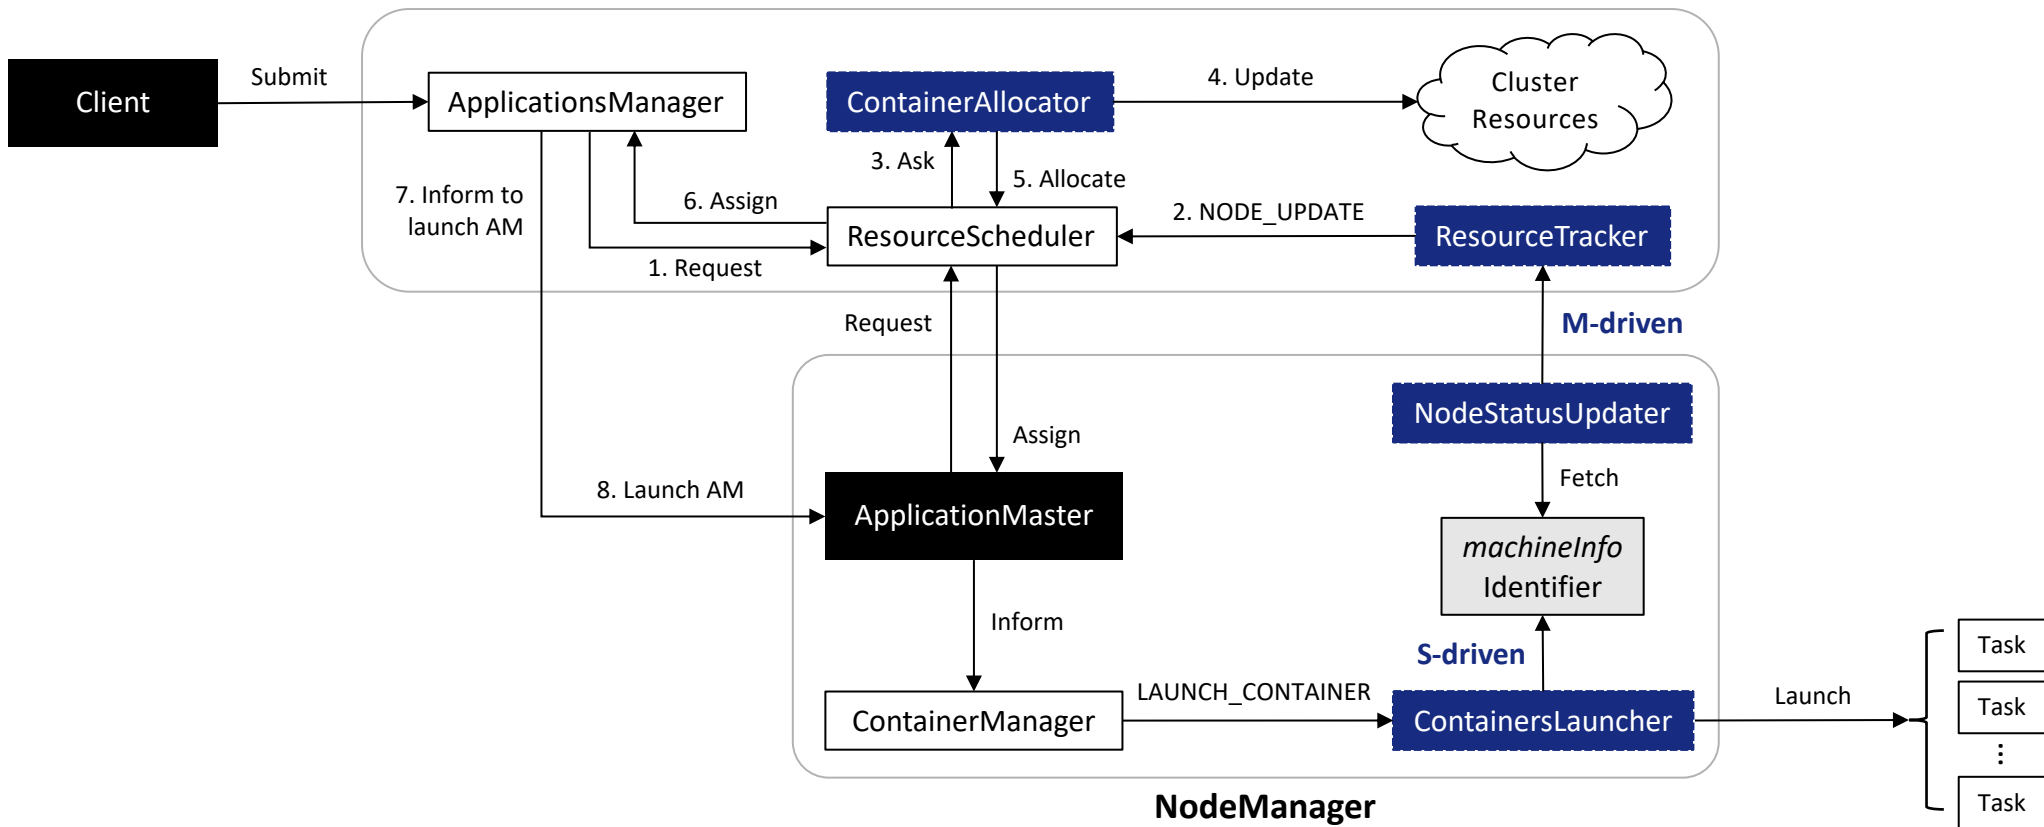 Client
Submit
ApplicationsManager
ContainerAllocator
4. Update
Cluster
Resources
3. Ask
5. Allocate
7. Inform to
launch AM
6. Assign
ResourceScheduler
2. NODE_UPDATE
ResourceTracker
1. Request
Request
M-driven
NodeStatusUpdater
Assign
Fetch
8. Launch AM
ApplicationMaster
machineInfo
Identifier
Inform
S-driven
LAUNCH_CONTAINER
ContainerManager
ContainersLauncher
Launch
Task
Task
...
Task
NodeManager